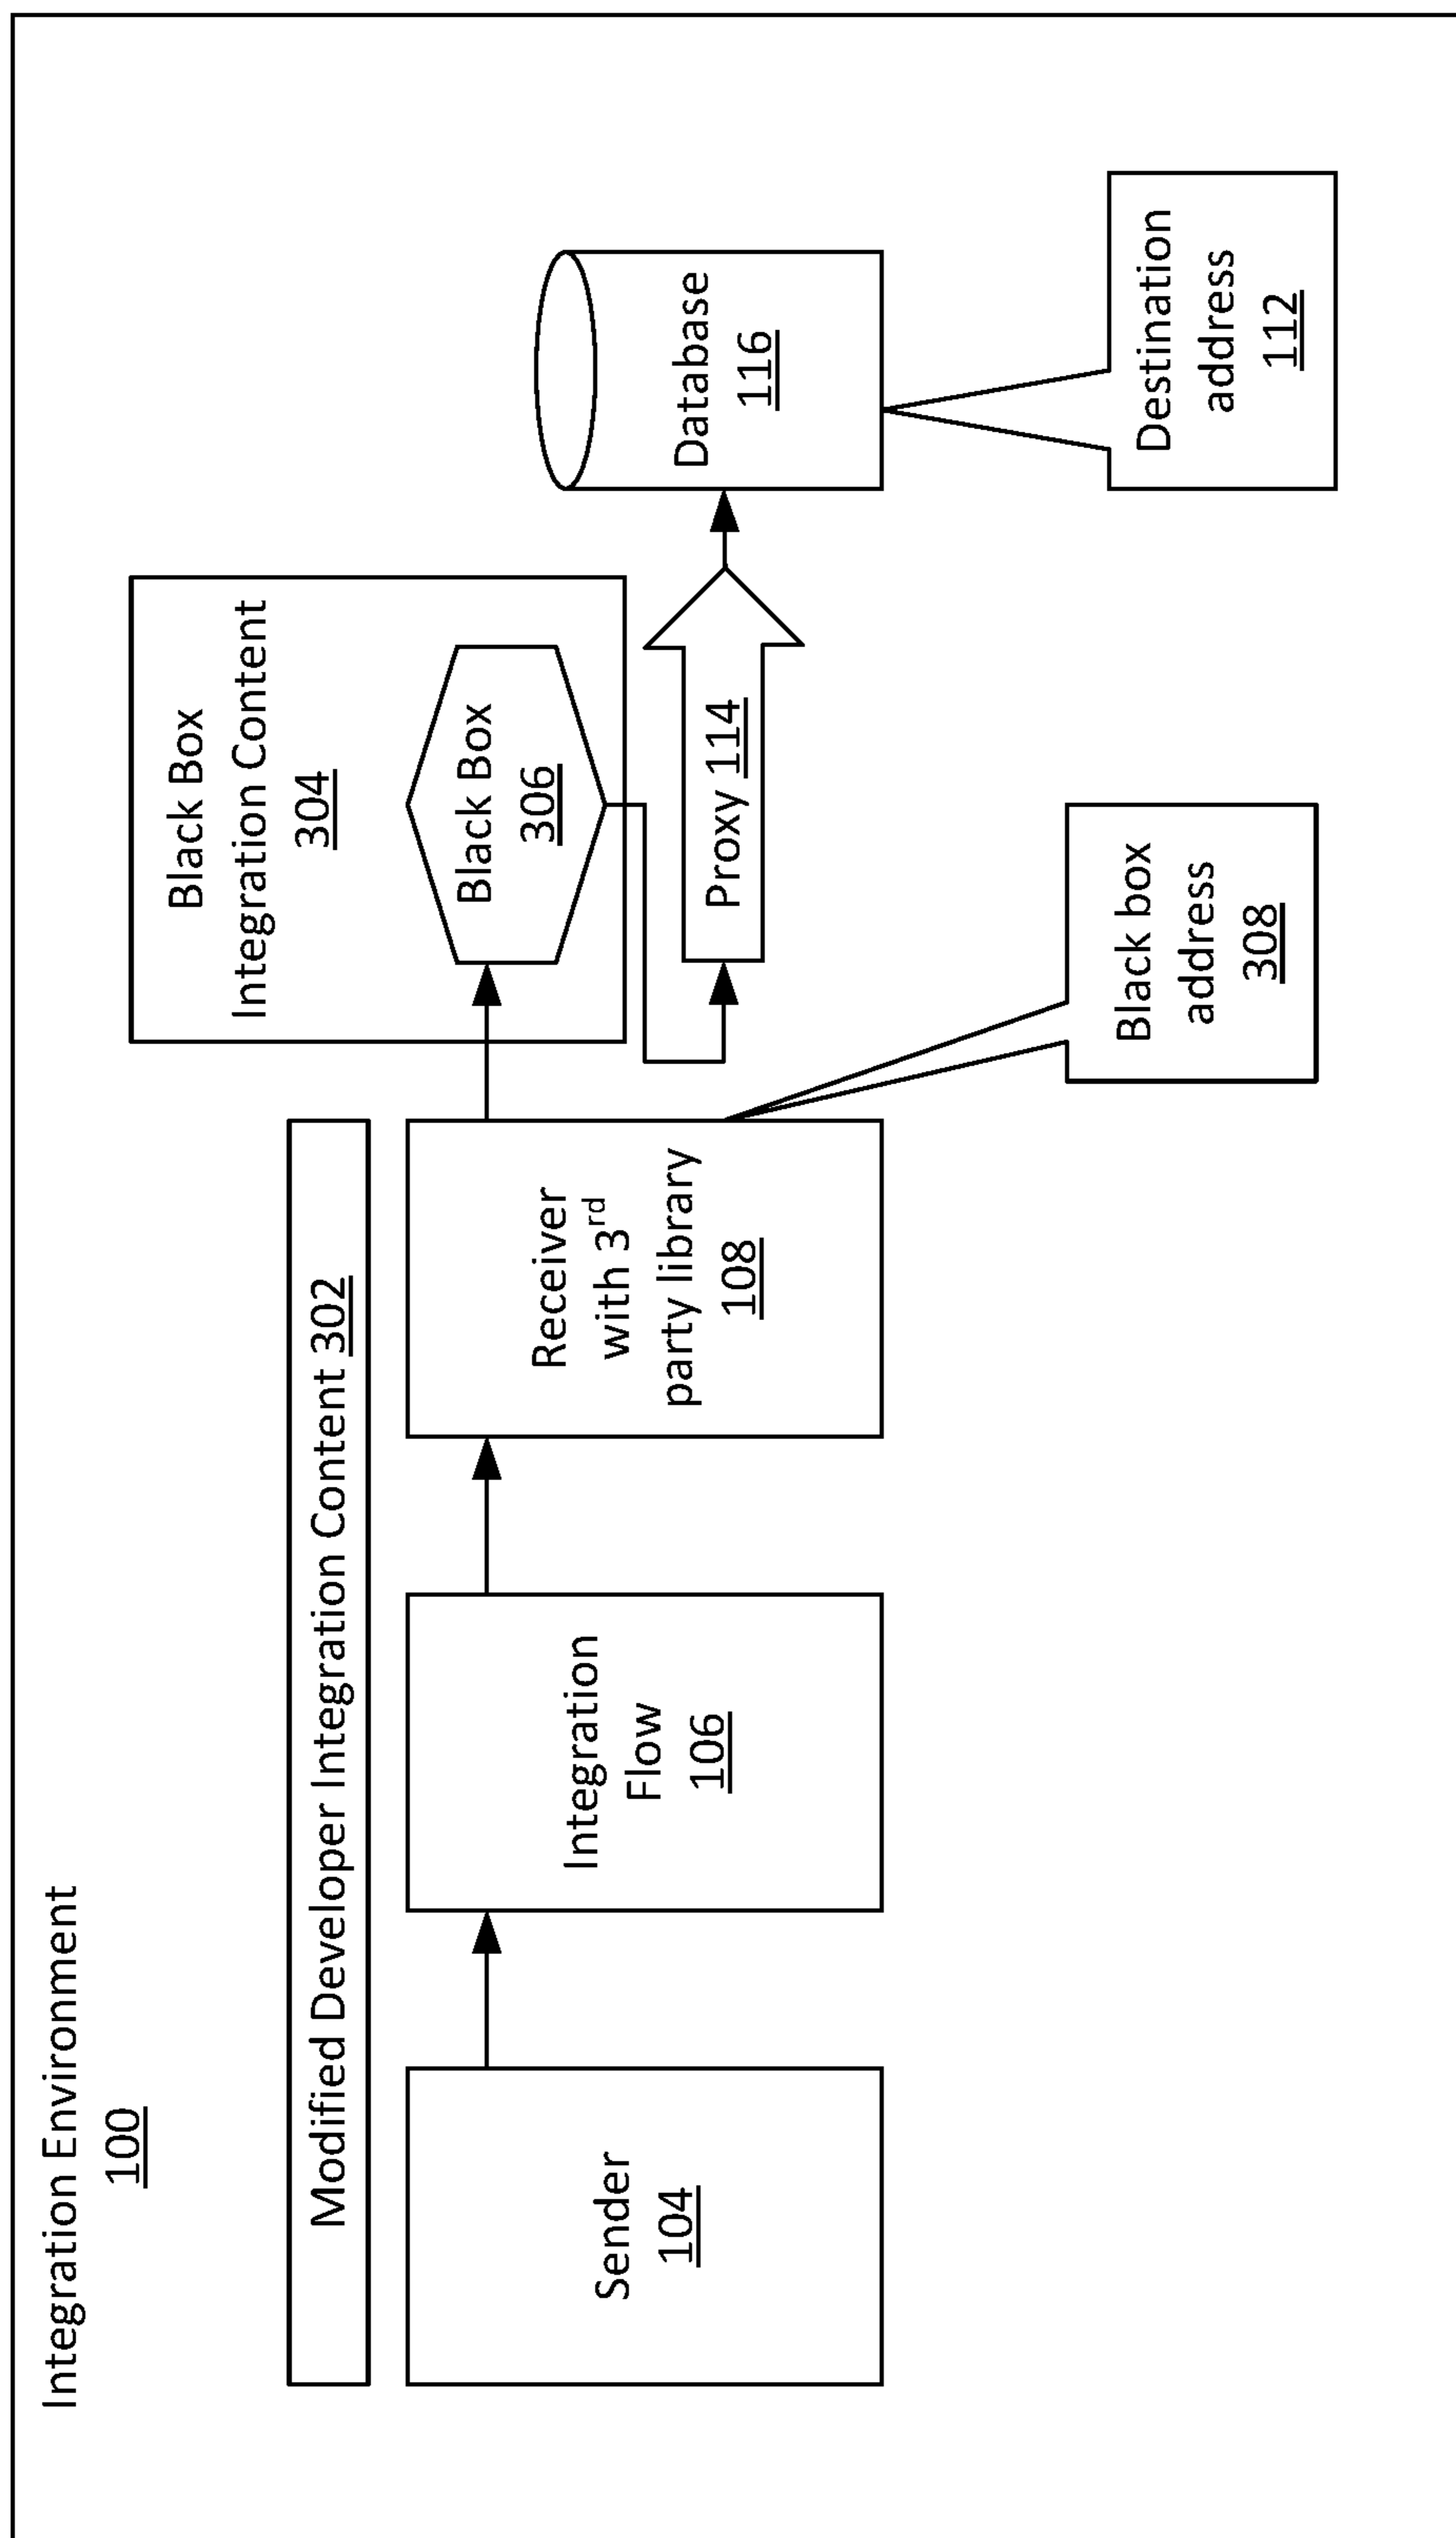 Integration Environment
100
Modified Developer Integration Content 302
Sender
104
Integration
Flow
106
Receiver
with 3rd
party library
108
Black Box
Integration Content
304
Black Box
306
Proxy 114
Database
116
Black box
address
308
Destination
address
112